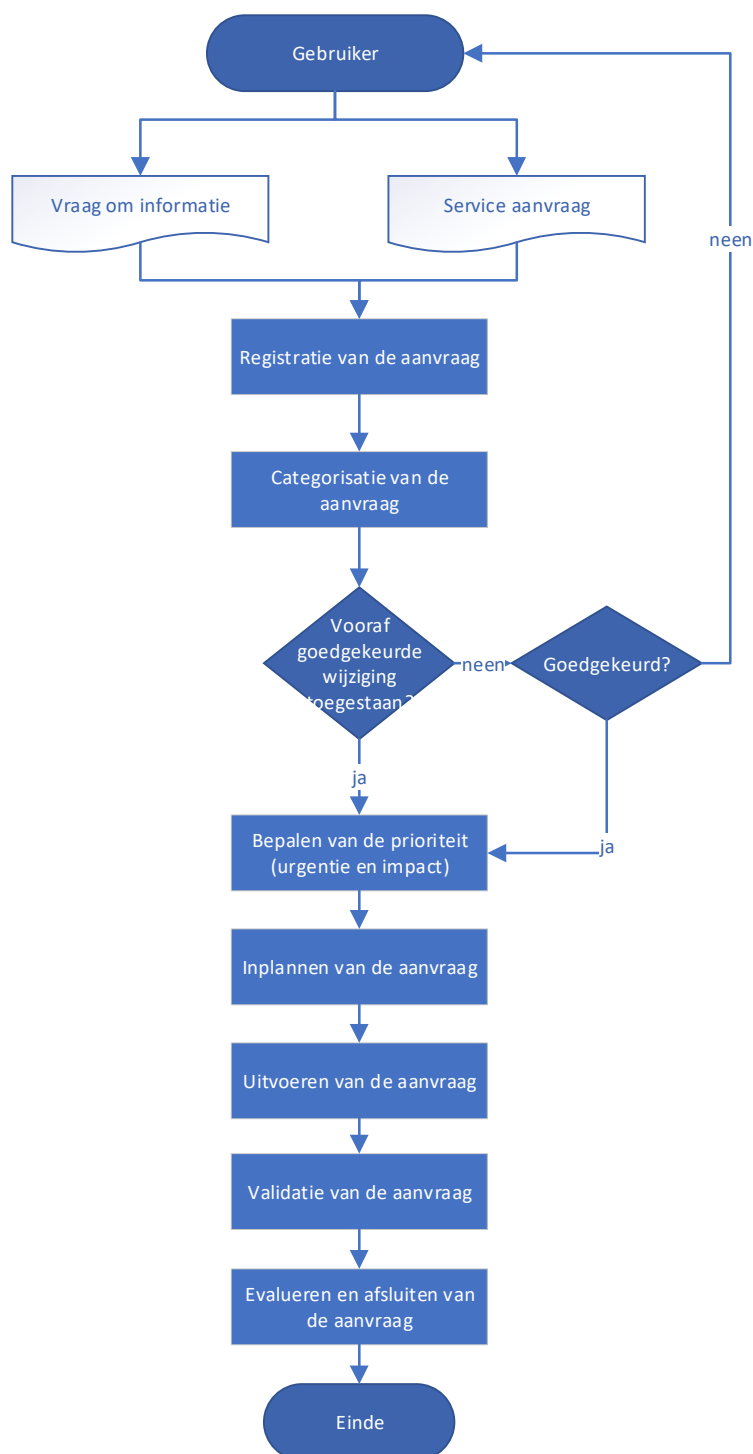 Gebruiker
Vraag om informatie
Service aanvraag
neen
Registratie van de aanvraag
Categorisatie van de
aanvraag
Vooraf
goedgekeurde
wijziging
toegestaan?
neen
Goedgekeurd?
ja
ja
Bepalen van de prioriteit
(urgentie en impact)
Inplannen van de aanvraag
Uitvoeren van de aanvraag
Validatie van de aanvraag
Evalueren en afsluiten van
de aanvraag
Einde